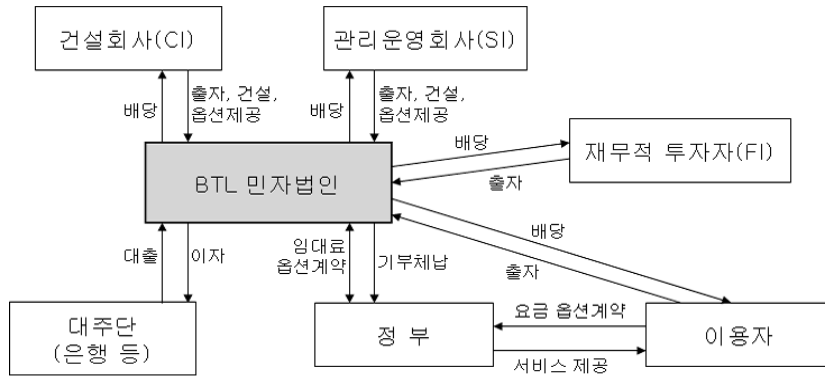 건설회사(CI)
관리운영회사(SI)
배당
출자, 건설,
옵션제공
배당
출자, 건설,
옵션제공
배당
재무적 투자자(FI)
출자
BTL 민자법인
배당
출자
대출
이자
임대료
옵션계약
기부체납
대주단
(은행 등)
정 부
요금 옵션계약
서비스 제공
이용자